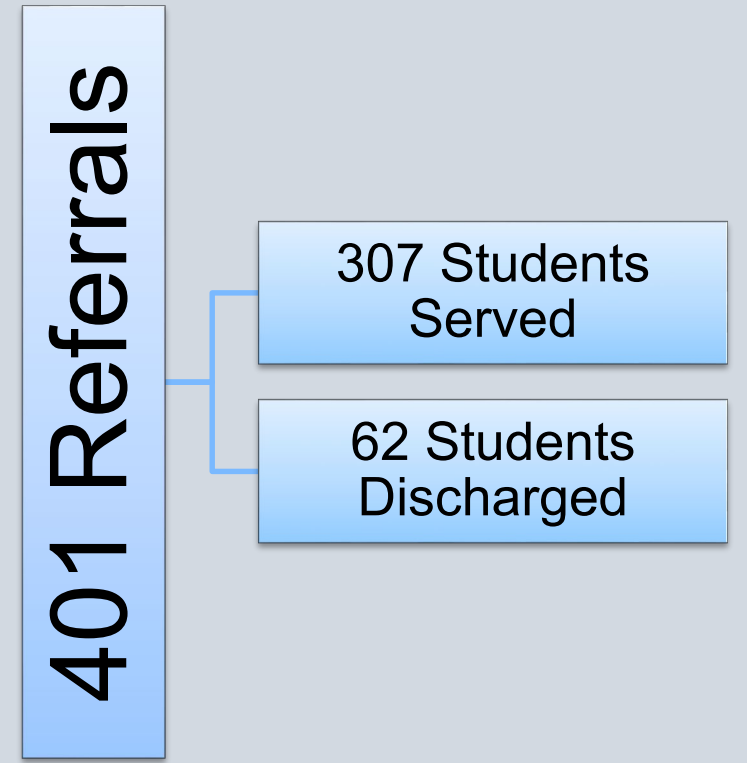 401 Referrals
307 Students
Served
62 Students
Discharged